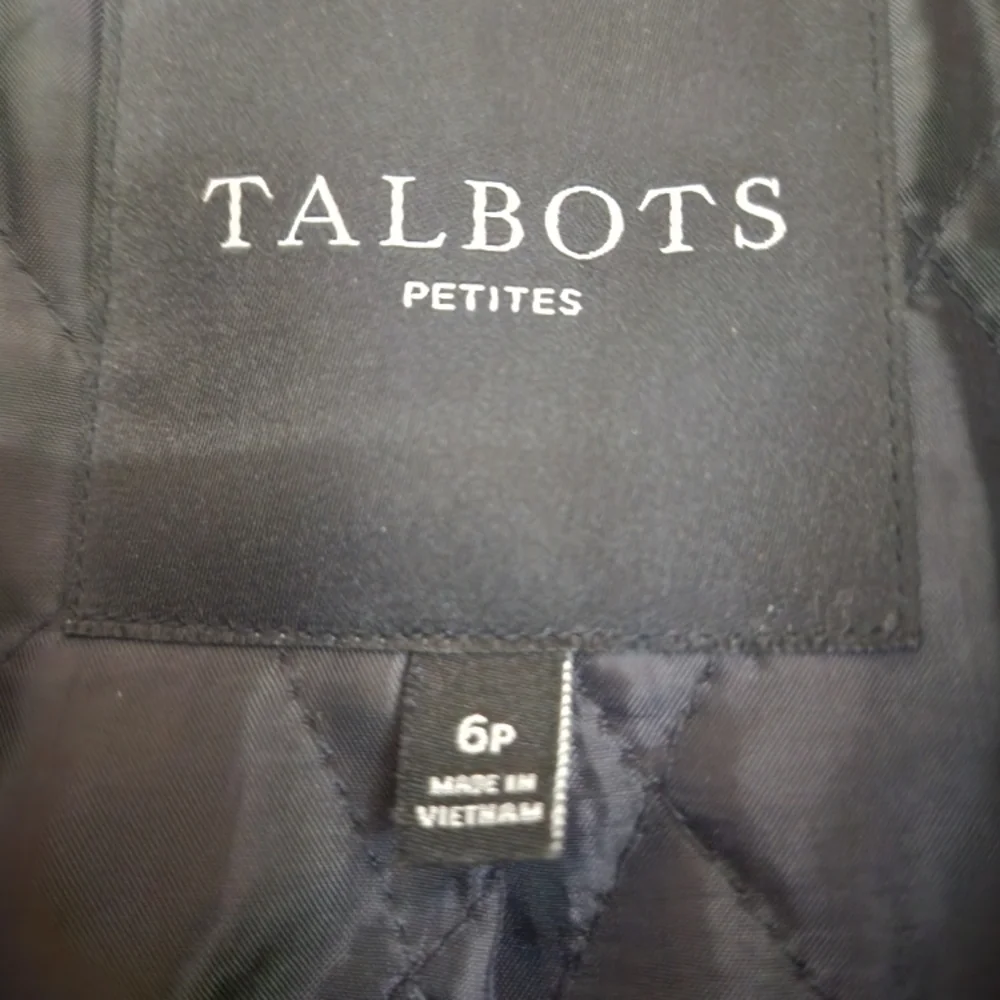 TALBOTS
PETITES
6P
MADE IN
VIETNAM